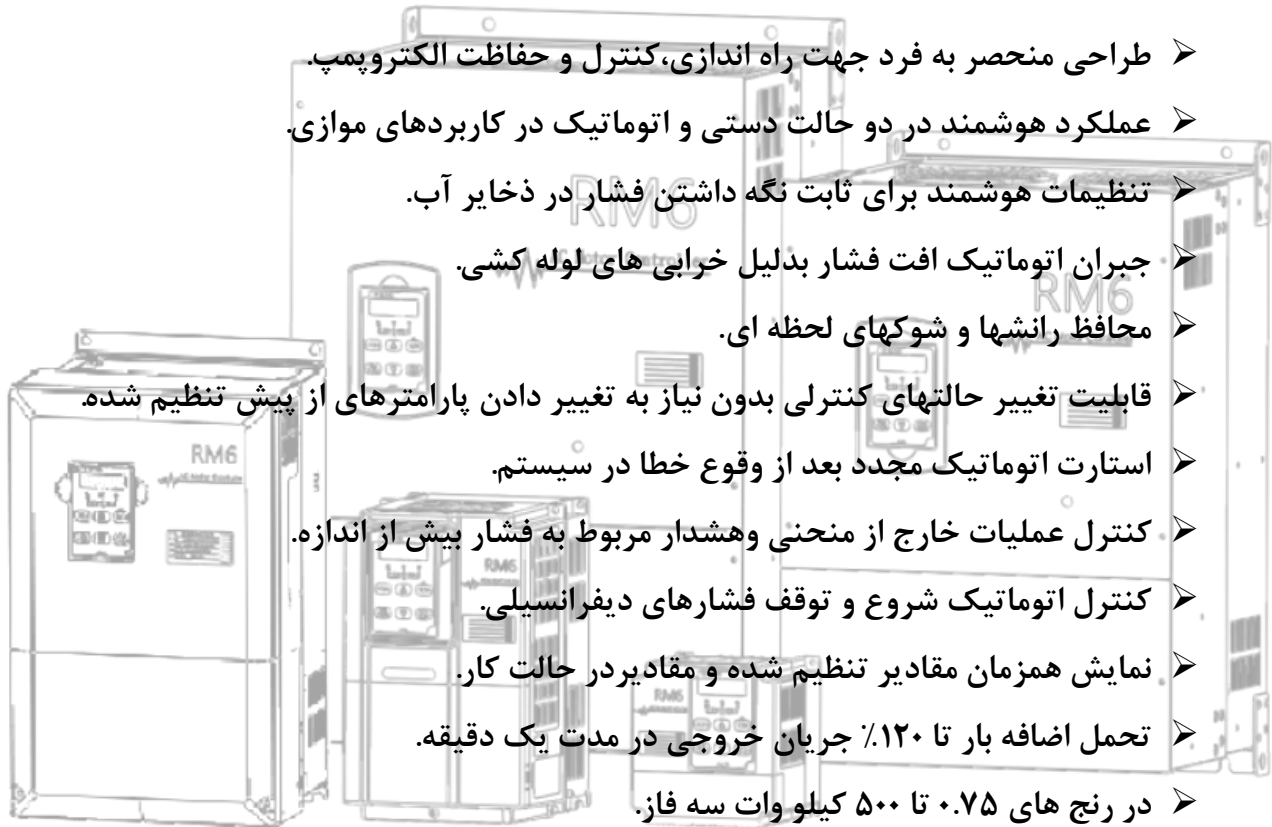 طراحی منحصر به فرد جهت راه اندازی،کنترل و حفاظت الکتروپمپ.
عملکرد هوشمند در دو حالت دستی و اتوماتیک در کاربردهای موازی.
تنظیمات هوشمند برای ثابت نگه داشتن فشار در ذخایر آب.
جبران اتوماتیک افت فشار بدلیل خرابی های لوله کشی.
محافظ رانشها و شوکهای لحظه ای.
قابلیت تغییر حالتهای کنترلی بدون نیاز به تغییر دادن پارامترهای از پیش تنظیم شده.
استارت اتوماتیک مجدد بعد از وقوع خطا در سیستم.
کنترل عملیات خارج از منحنی وهشدار مربوط به فشار بیش از اندازه.
کنترل اتوماتیک شروع و توقف فشارهای دیفرانسیلی.
نمایش همزمان مقادیر تنظیم شده و مقادیردر حالت کار.
تحمل اضافه بار تا ۱۲۰٪ جریان خروجی در مدت یک دقیقه.
در رنج های ۰.۷۵ تا ۵۰۰ کیلو وات سه فاز.
RM6
RM6
RM6
RM6
RM6